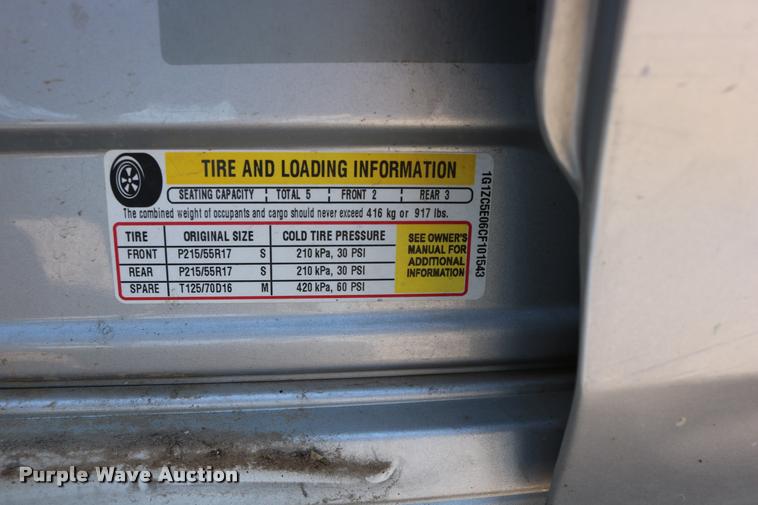 TIRE AND LOADING INFORMATION
SEATING CAPACITY TOTAL 5 FRONT 2 REAR 3
The combined weight of occupants and cargo should never exceed 416 kg or 917 lbs.
TIRE ORIGINAL SIZE COLD TIRE PRESSURE
FRONT P215/55R17 S 210 kPa, 30 PSI
REAR P215/55R17 S 210 kPa, 30 PSI
SPARE T125/70D16 M 420 kPa, 60 PSI
SEE OWNER'S
MANUAL FOR
ADDITIONAL
INFORMATION
1G1ZC5E06CF101543
Purple Wave Auction